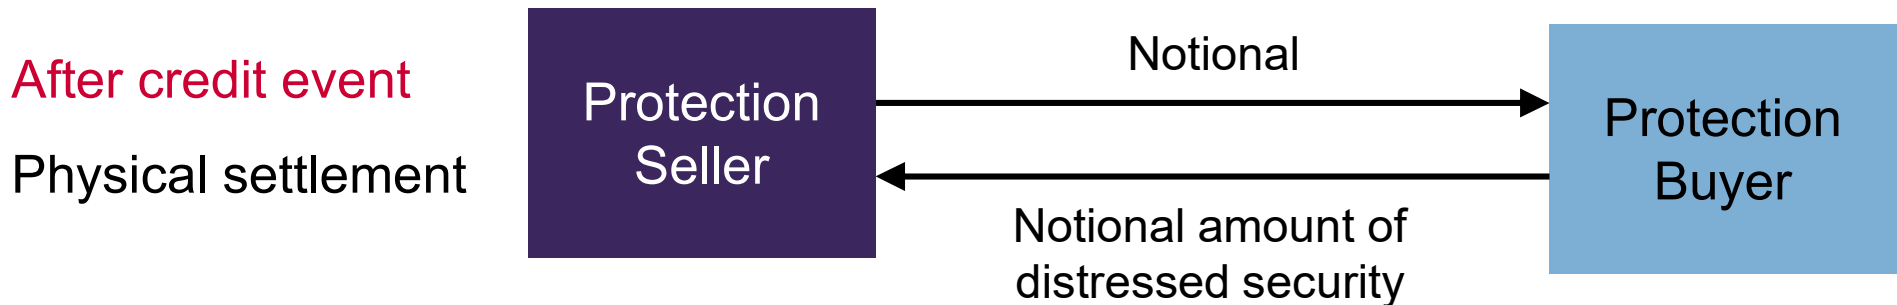 After credit event
Physical settlement
Protection
Seller
Notional
Notional amount of
distressed security
Protection
Buyer